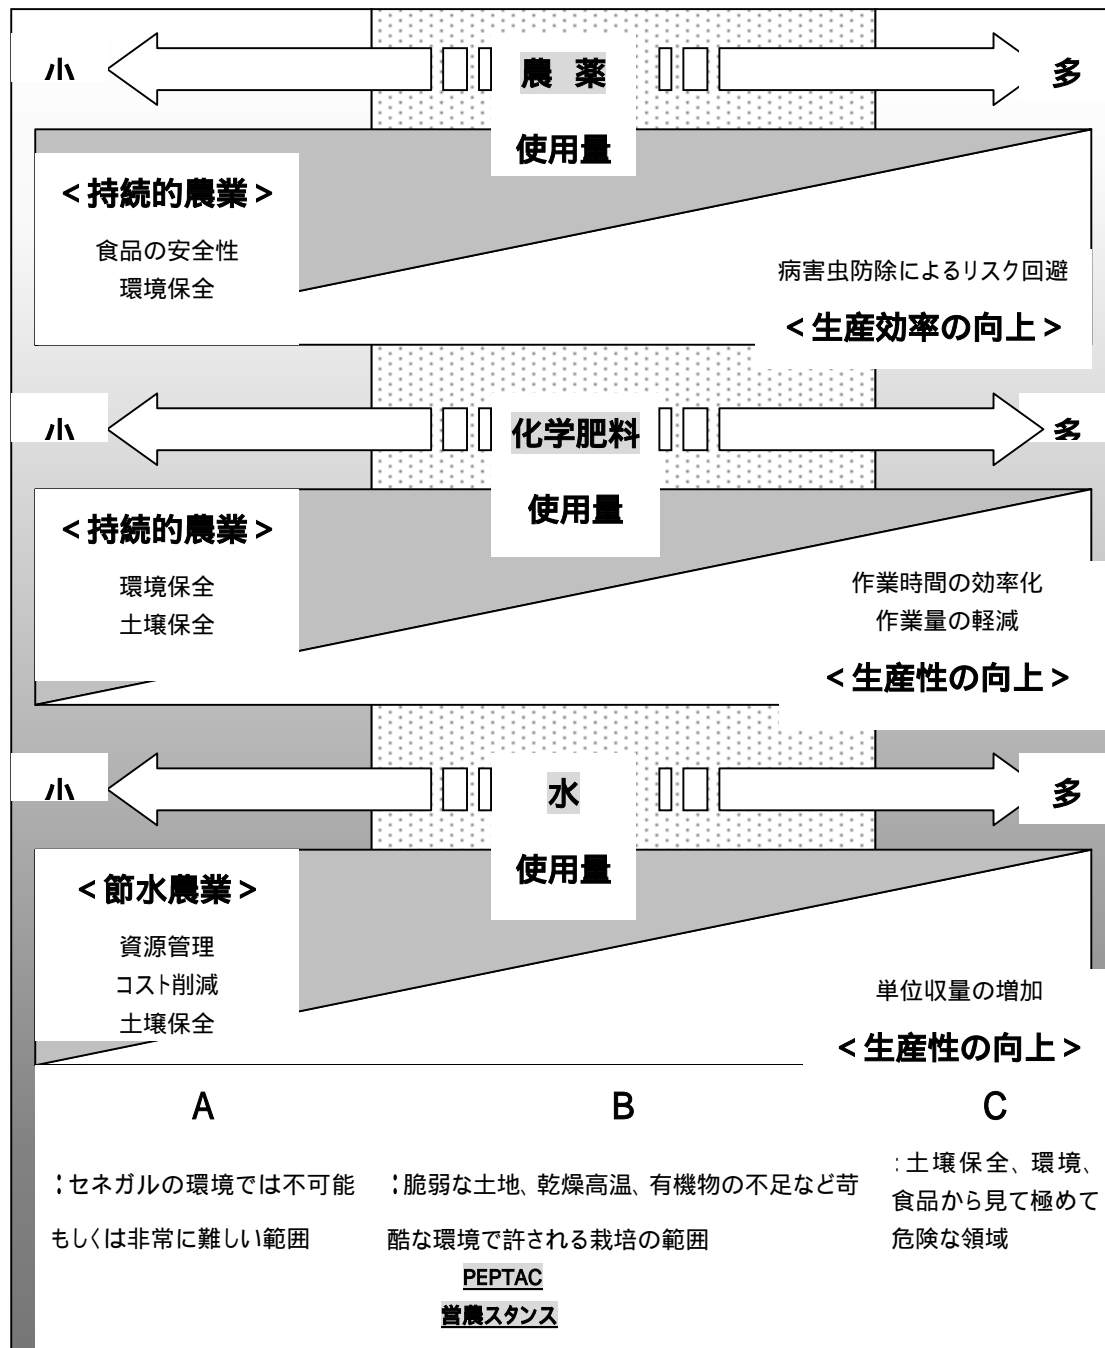 小
農 薬
多
使用量
＜持続的農業＞
食品の安全性
環境保全
病害虫防除によるリスク回避
＜生産効率の向上＞
小
化学肥料
多
使用量
＜持続的農業＞
環境保全
土壌保全
作業時間の効率化
作業量の軽減
＜生産性の向上＞
小
水
多
使用量
＜節水農業＞
資源管理
コスト削減
土壌保全
単位収量の増加
＜生産性の向上＞
A
：セネガルの環境では不可能
もしくは非常に難しい範囲
B
：脆弱な土地、乾燥高温、有機物の不足など苛
酷な環境で許される栽培の範囲
PEPTAC
営農スタンス
C
：土壌保全、環境、
食品から見て極めて
危険な領域